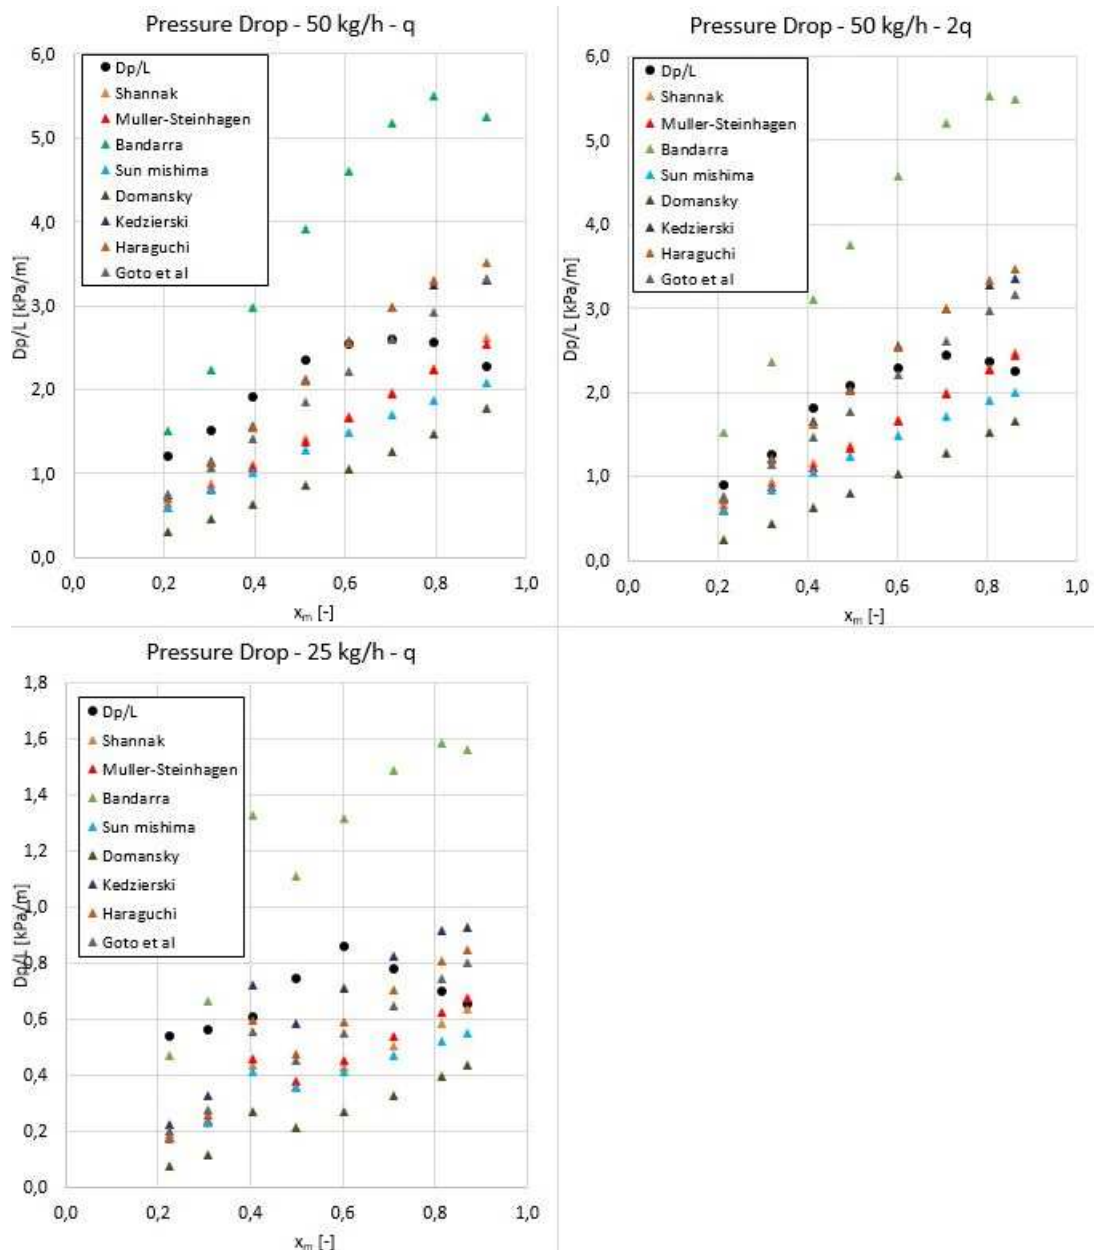 Pressure Drop - 50 kg/h - q
6,0
5,0
4,0
3,0
2,0
1,0
0,0
Dp/L [kPa/m]
Dp/L
Shannak
Muller-Steinhagen
Bandarra
Sun mishima
Domansky
Kedzierski
Haraguchi
Goto et al
0,0 0,2 0,4 0,6 0,8 1,0
xₘ [-]
Pressure Drop - 50 kg/h - 2q
6,0
5,0
4,0
3,0
2,0
1,0
0,0
Dp/L [kPa/m]
Dp/L
Shannak
Muller-Steinhagen
Bandarra
Sun mishima
Domansky
Kedzierski
Haraguchi
Goto et al
0,0 0,2 0,4 0,6 0,8 1,0
xₘ [-]
Pressure Drop - 25 kg/h - q
1,8
1,6
1,4
1,2
1,0
0,8
0,6
0,4
0,2
0,0
Dp/L [kPa/m]
Dp/L
Shannak
Muller-Steinhagen
Bandarra
Sun mishima
Domansky
Kedzierski
Haraguchi
Goto et al
0,0 0,2 0,4 0,6 0,8 1,0
xₘ [-]